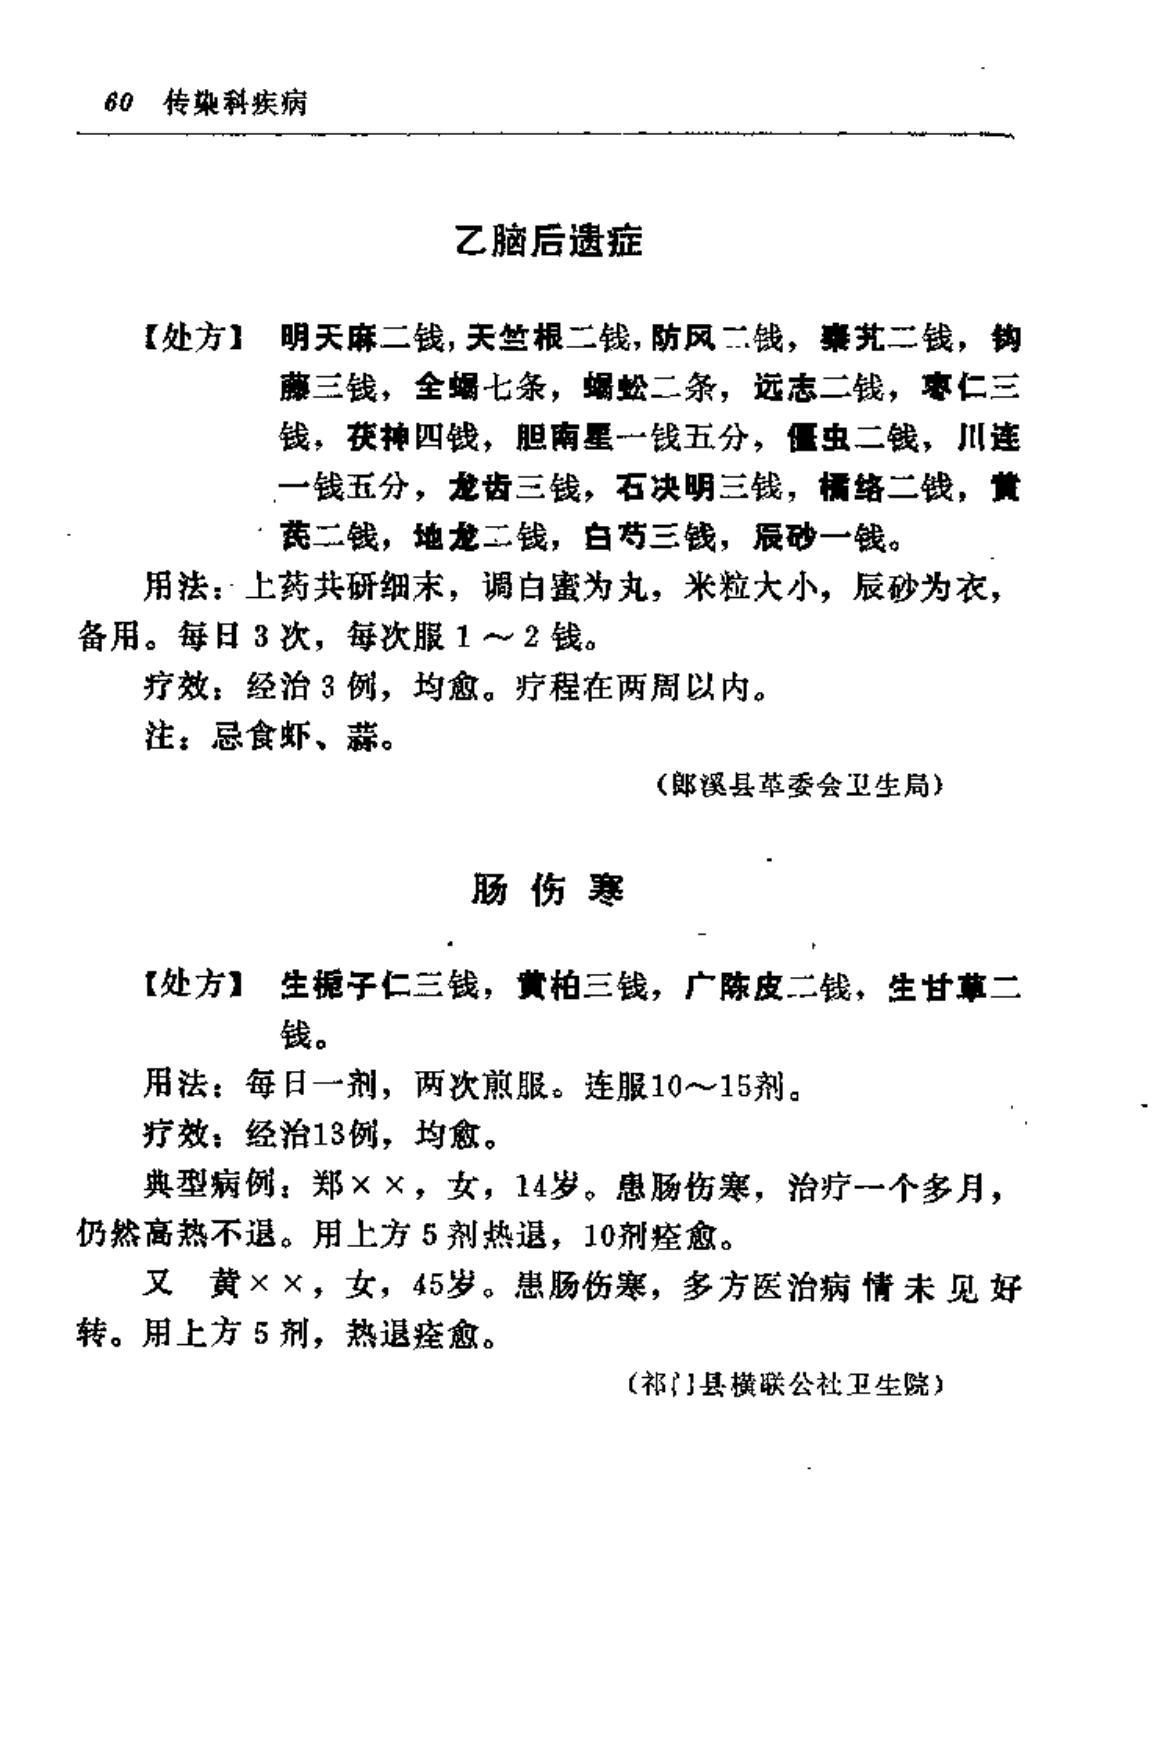 60 传染科疾病
乙脑后遗症
【处方】 明天麻二钱，天竺根二钱，防风二钱，秦艽二钱，钩
藤三钱，全蝎七条，蜈蚣二条，远志二钱，枣仁三
钱，茯神四钱，胆南星一钱五分，僵虫二钱，川连
一钱五分，龙齿三钱，石决明三钱，橘络二钱，黄
芪二钱，地龙二钱，白芍三钱，辰砂一钱。
用法：上药共研细末，调白蜜为丸，米粒大小，辰砂为衣，
备用。每日3次，每次服1～2钱。
疗效：经治3例，均愈。疗程在两周以内。
注：忌食虾、蒜。
（郎溪县革委会卫生局）
肠伤寒
【处方】 生栀子仁三钱，黄柏三钱，广陈皮二钱，生甘草二
钱。
用法：每日一剂，两次煎服。连服10～15剂。
疗效：经治13例，均愈。
典型病例：郑××，女，14岁。患肠伤寒，治疗一个多月，
仍然高热不退。用上方5剂热退，10剂痊愈。
又 黄××，女，45岁。患肠伤寒，多方医治病情未见好
转。用上方5剂，热退痊愈。
（祁门县横联公社卫生院）